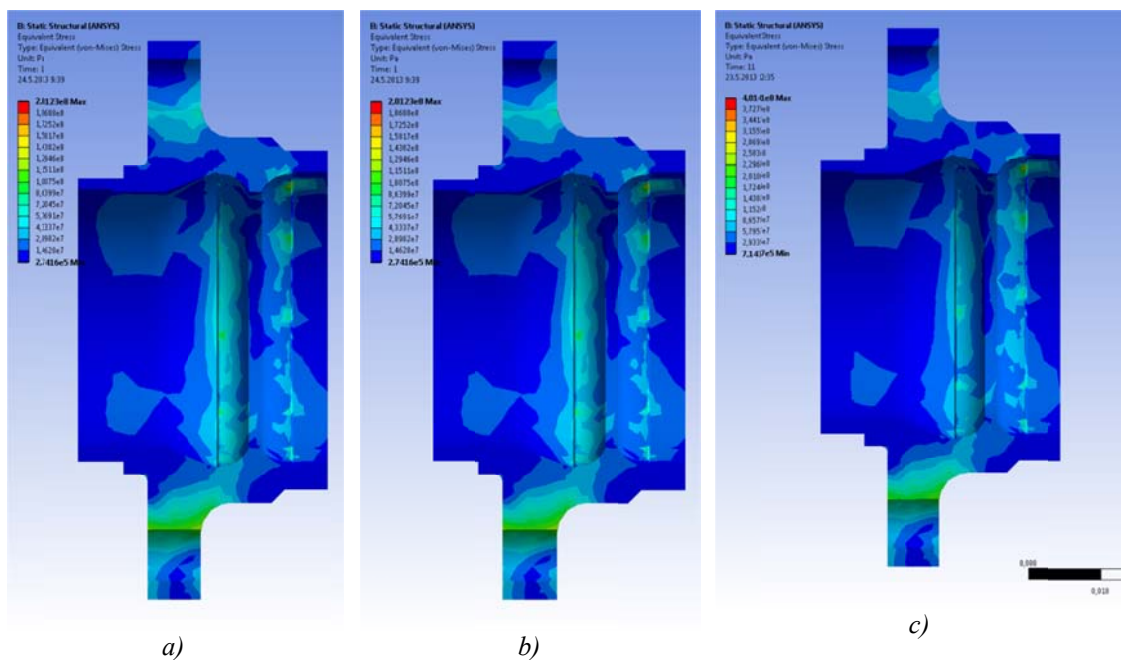 B: Static Structural (ANSYS)
Equivalent Stress
Type: Equivalent (von-Mises) Stress
Unit: Pa
Time: 1
24.5.2013 9:39
2,0123e8 Max
1,8688e8
1,7252e8
1,5817e8
1,4382e8
1,2946e8
1,1511e8
1,0075e8
8,6399e7
7,2045e7
5,7691e7
4,3337e7
2,8982e7
1,4628e7
2,7416e5 Min
a)
B: Static Structural (ANSYS)
Equivalent Stress
Type: Equivalent (von-Mises) Stress
Unit: Pa
Time: 1
24.5.2013 9:39
2,0123e8 Max
1,8688e8
1,7252e8
1,5817e8
1,4382e8
1,2946e8
1,1511e8
1,0075e8
8,6399e7
7,2045e7
5,7691e7
4,3337e7
2,8982e7
1,4628e7
2,7416e5 Min
b)
B: Static Structural (ANSYS)
Equivalent Stress
Type: Equivalent (von-Mises) Stress
Unit: Pa
Time: 11
23.5.2013 12:35
Max
Min
0,000
0,010
c)